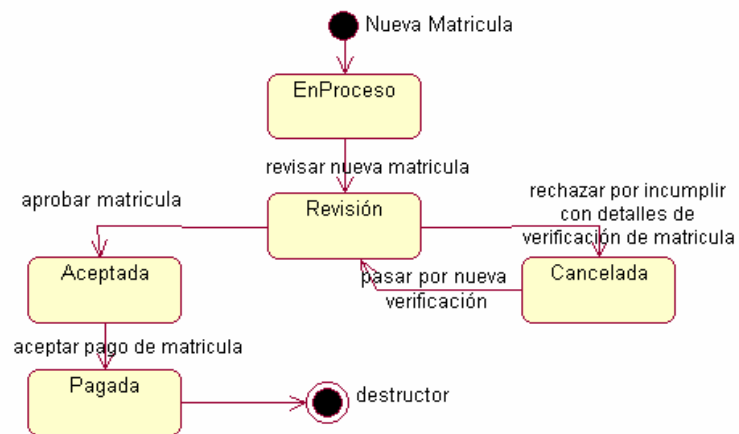 Nueva Matricula
EnProceso
revisar nueva matricula
aprobar matricula
Revisión
rechazar por incumplir
con detalles de
verificación de matricula
Aceptada
pasar por nueva
verificación
Cancelada
aceptar pago de matricula
Pagada
destructor